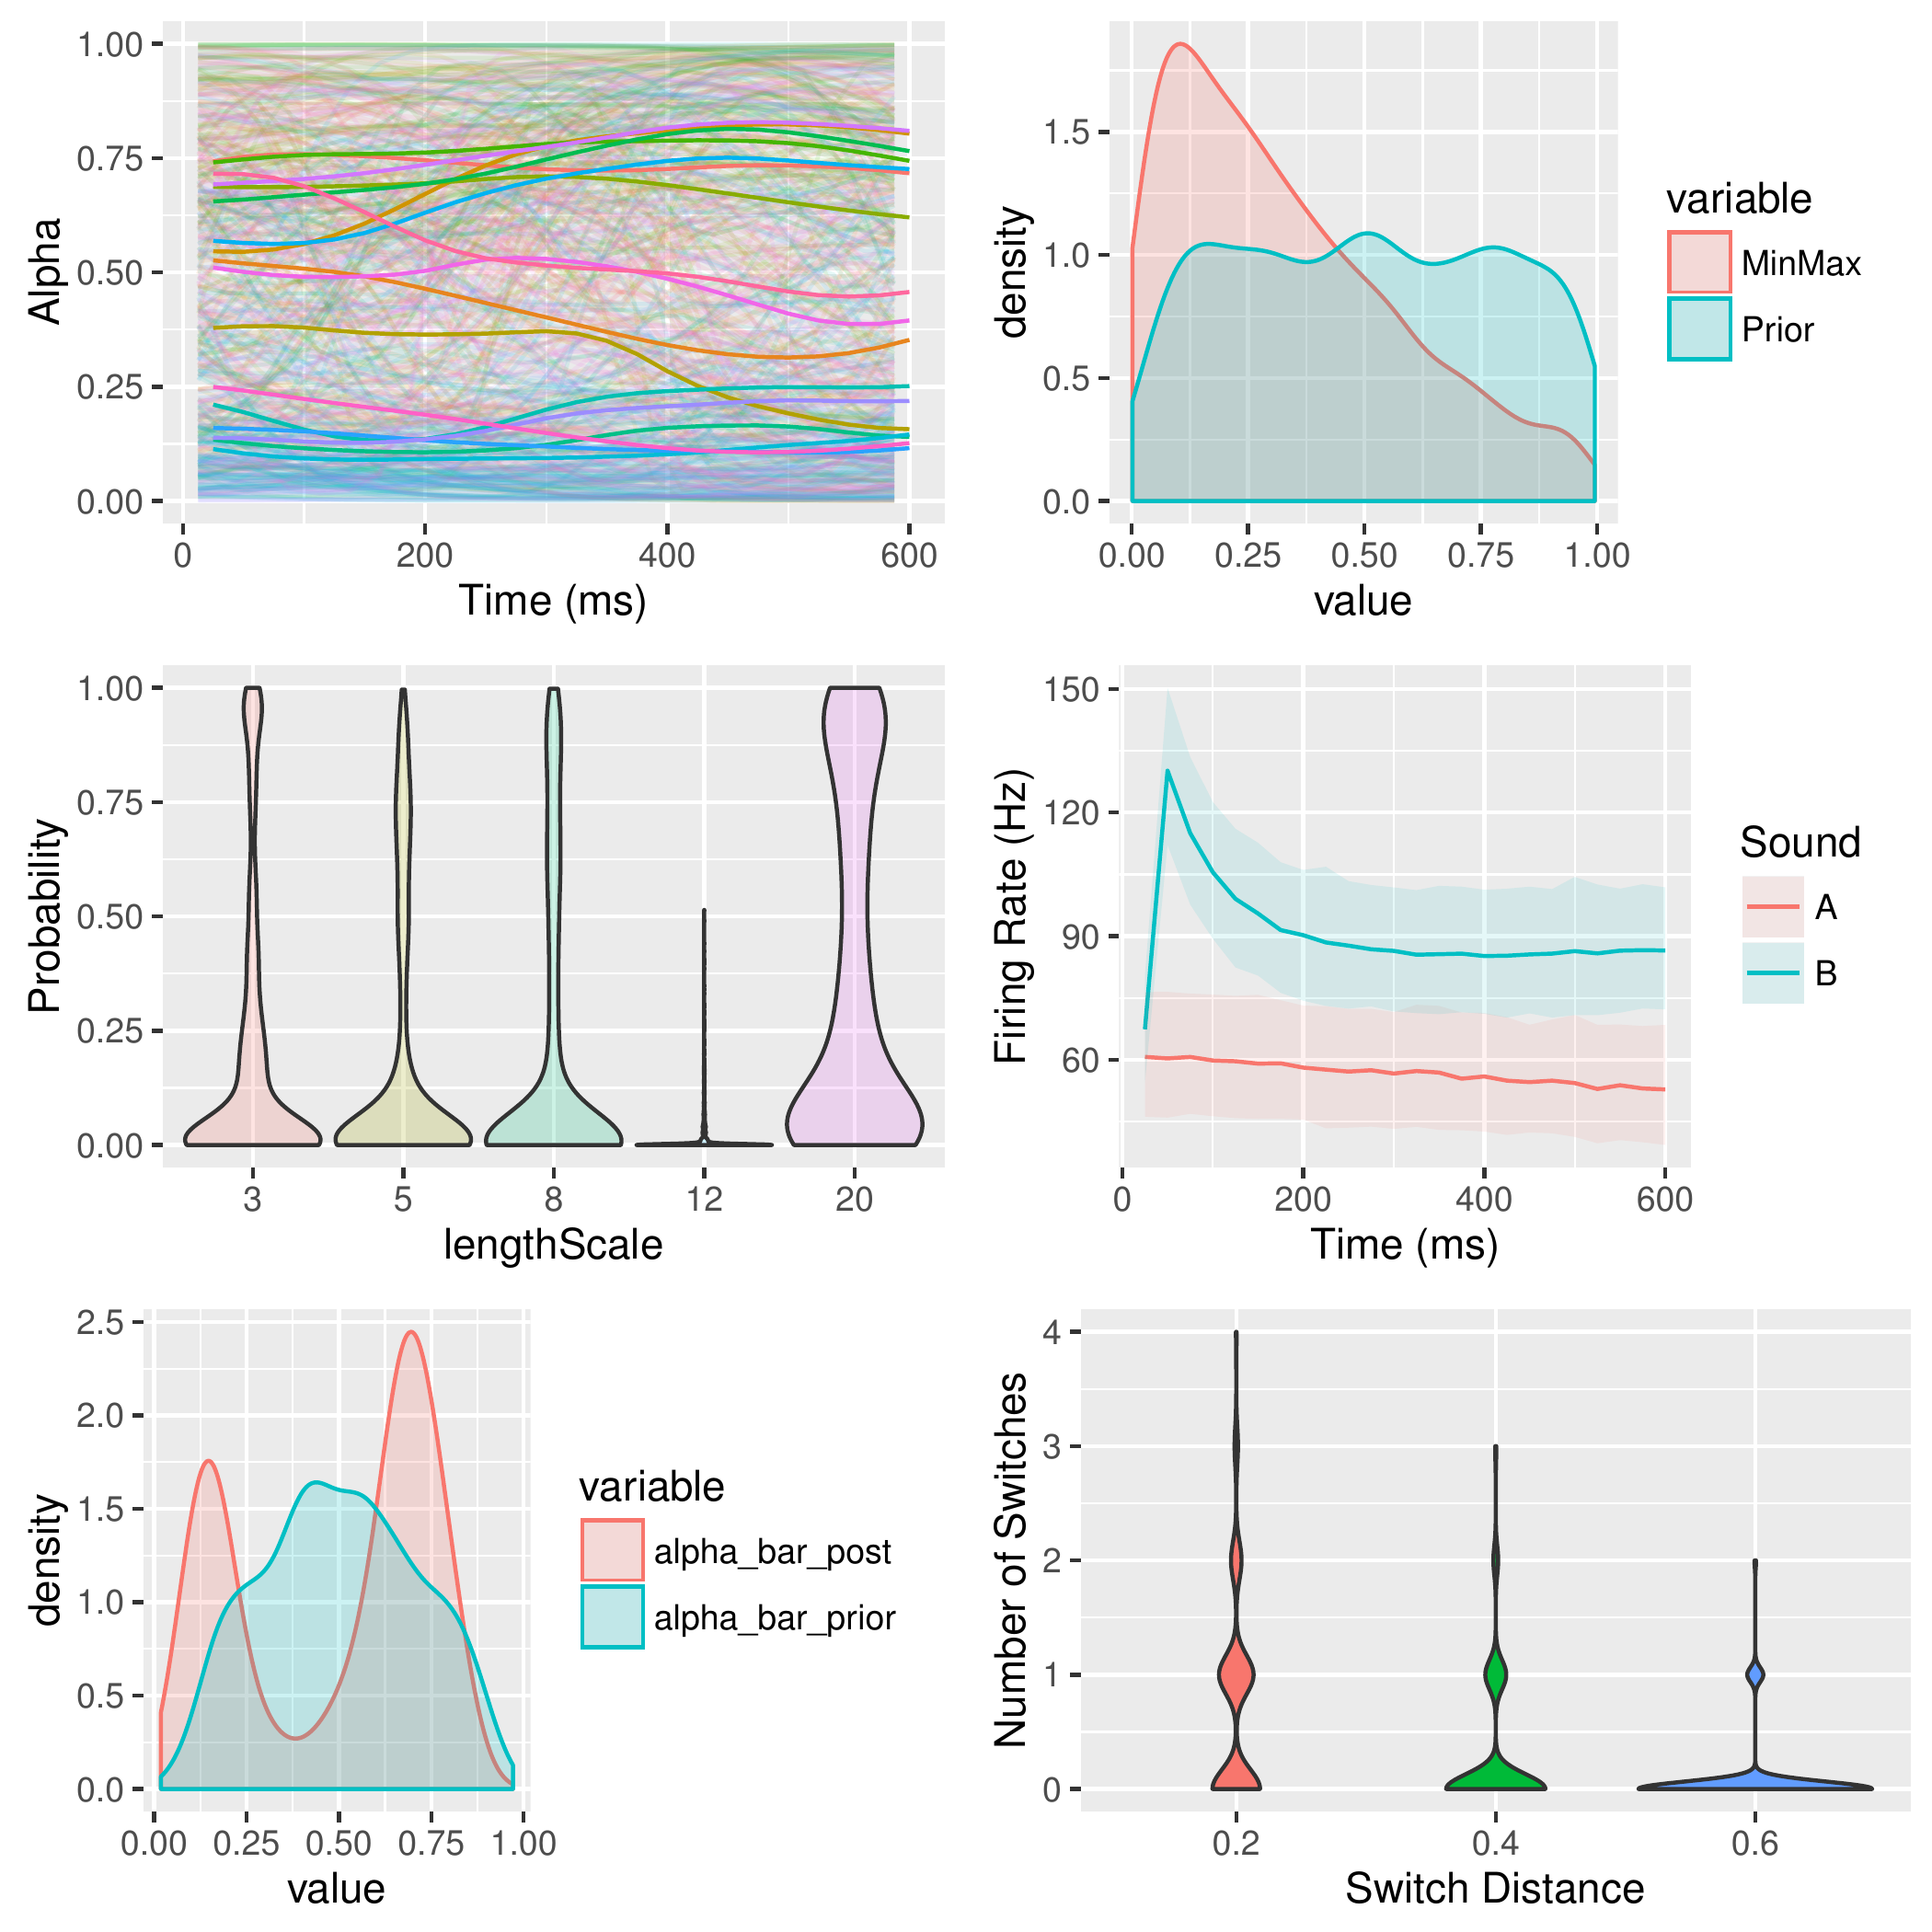 1.00
0.75
0.50
0.25
0.00
Alpha
0 200 400 600
Time (ms)
1.5
1.0
0.5
0.0
density
0.00 0.25 0.50 0.75 1.00
value
variable
MinMax
Prior
1.00
0.75
0.50
0.25
0.00
Probability
3 5 8 12 20
lengthScale
150
120
90
60
Firing Rate (Hz)
0 200 400 600
Time (ms)
Sound
A
B
2.5
2.0
1.5
1.0
0.5
0.0
density
0.00 0.25 0.50 0.75 1.00
value
variable
alpha_bar_post
alpha_bar_prior
4
3
2
1
0
Number of Switches
0.2 0.4 0.6
Switch Distance